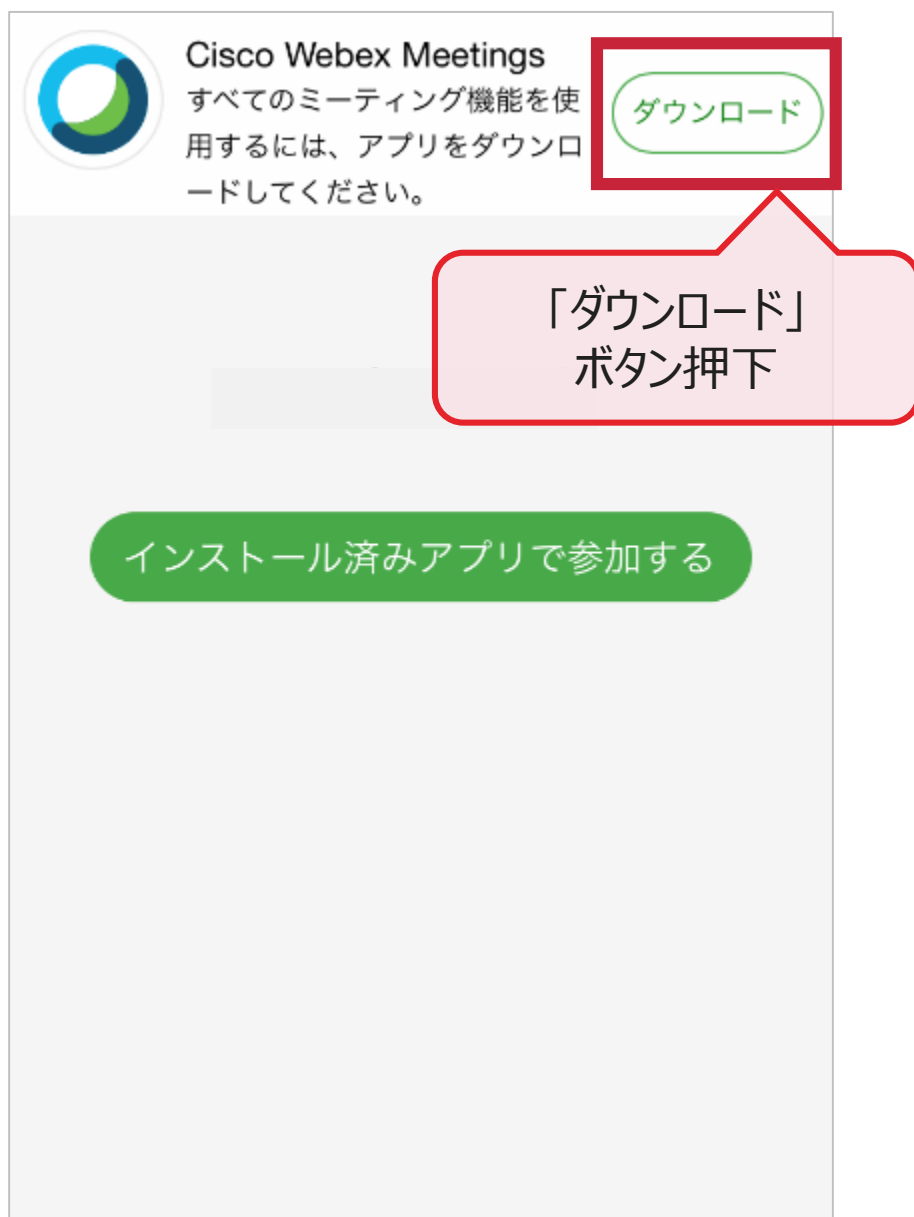 Cisco Webex Meetings
すべてのミーティング機能を使
用するには、アプリをダウンロ
ードしてください。
ダウンロード
「ダウンロード」
ボタン押下
インストール済みアプリで参加する